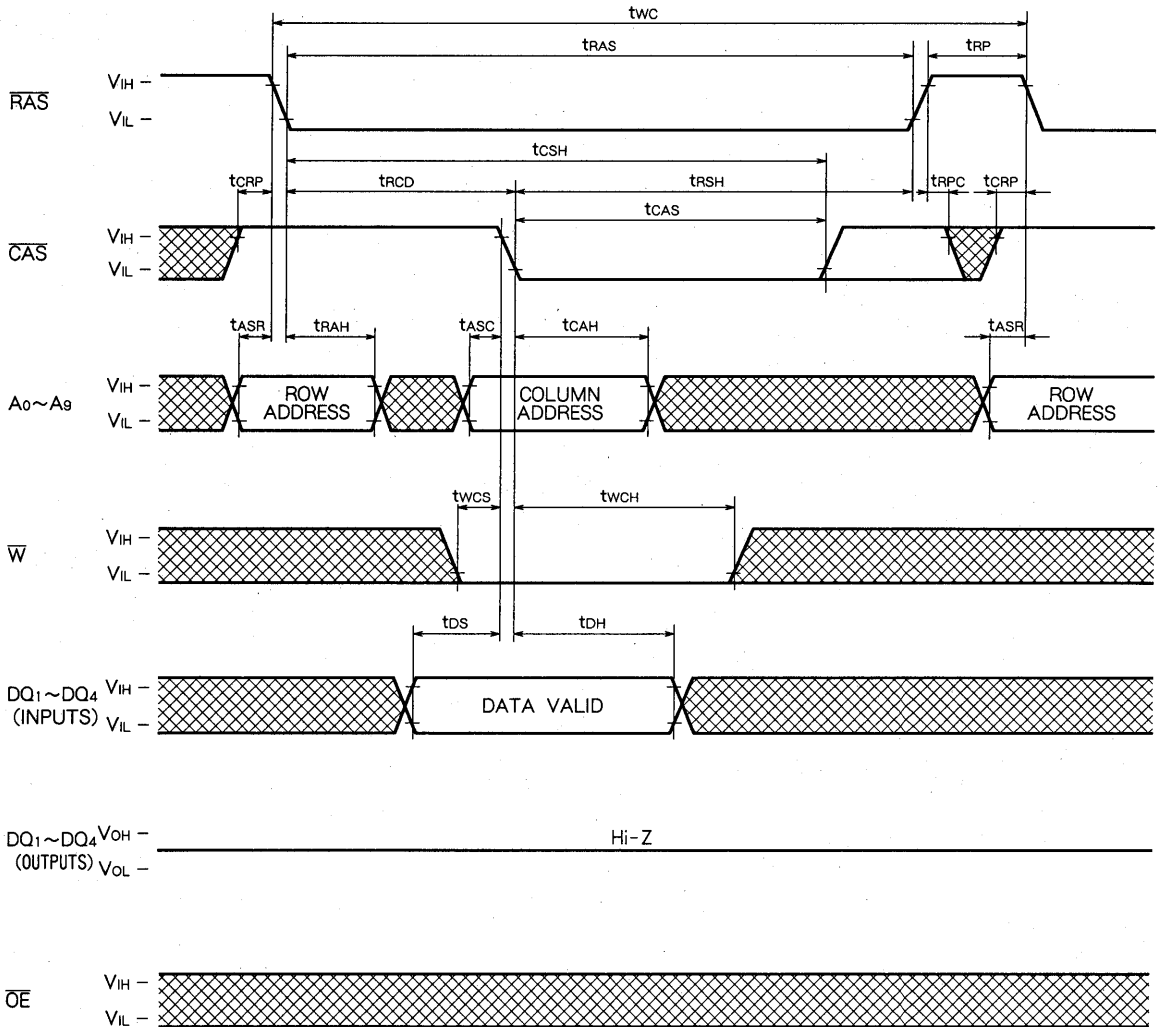 tWC
tRAS
tRP
RAS
VIH –
VIL –
tCSH
tCRP
tRCD
tRSH
tRPC
tCRP
tCAS
CAS
VIH –
VIL –
tASR
tRAH
tASC
tCAH
tASR
A0~A9
VIH –
VIL –
ROW
ADDRESS
COLUMN
ADDRESS
ROW
ADDRESS
tWCS
tWCH
W
VIH –
VIL –
tDS
tDH
DQ1~DQ4
(INPUTS)
VIH –
VIL –
DATA VALID
DQ1~DQ4
(OUTPUTS)
VOH –
VOL –
Hi-Z
OE
VIH –
VIL –